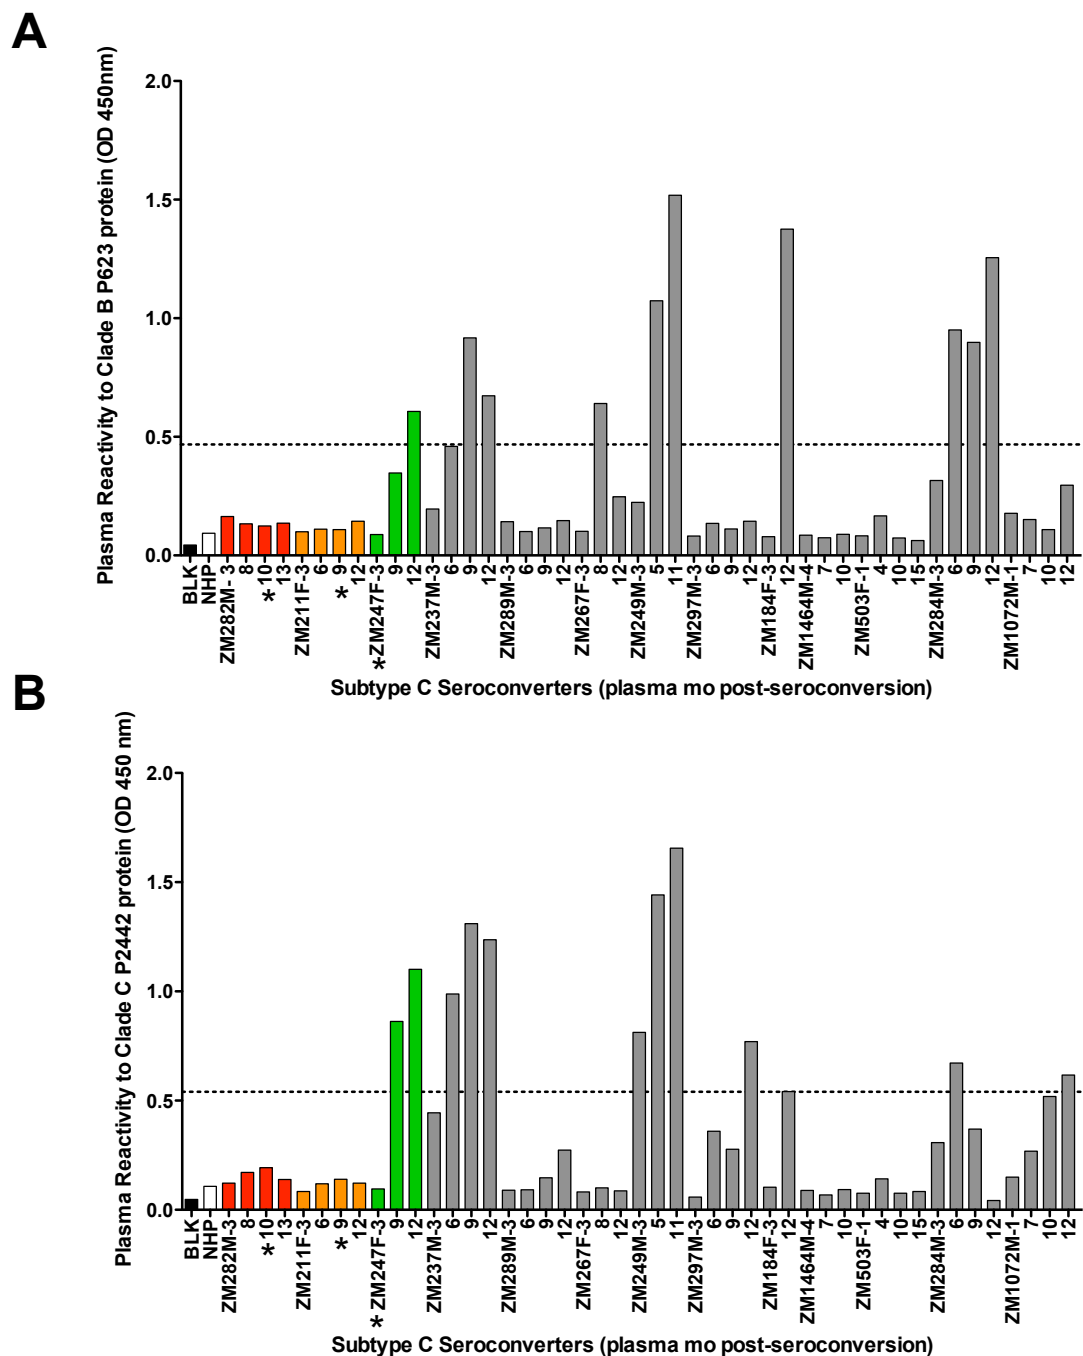 A
Plasma Reactivity to Clade B P623 protein (OD 450nm)
2.0
1.5
1.0
0.5
0.0
BLK
NHP
ZM282M- 3
8
*10
13
ZM211F-3
6
* 9
12
*ZM247F-3
9
12
ZM237M-3
6
9
12
ZM289M-3
6
9
12
ZM267F-3
8
12
ZM249M-3
5
11
ZM297M-3
6
9
12
ZM184F-3
12
ZM1464M-4
7
10
ZM503F-1
4
10
15
ZM284M-3
6
9
12
ZM1072M-1
7
10
12
Subtype C Seroconverters (plasma mo post-seroconversion)
B
Plasma Reactivity to Clade C P2442 protein (OD 450 nm)
2.0
1.5
1.0
0.5
0.0
BLK
NHP
ZM282M-3
8
*10
13
ZM211F-3
6
* 9
12
* ZM247F-3
9
12
ZM237M-3
6
9
12
ZM289M-3
6
9
12
ZM267F-3
8
12
ZM249M-3
5
11
ZM297M-3
6
9
12
ZM184F-3
12
ZM1464M-4
7
10
ZM503F-1
4
10
15
ZM284M-3
6
9
12
ZM1072M-1
7
10
12
Subtype C Seroconverters (plasma mo post-seroconversion)